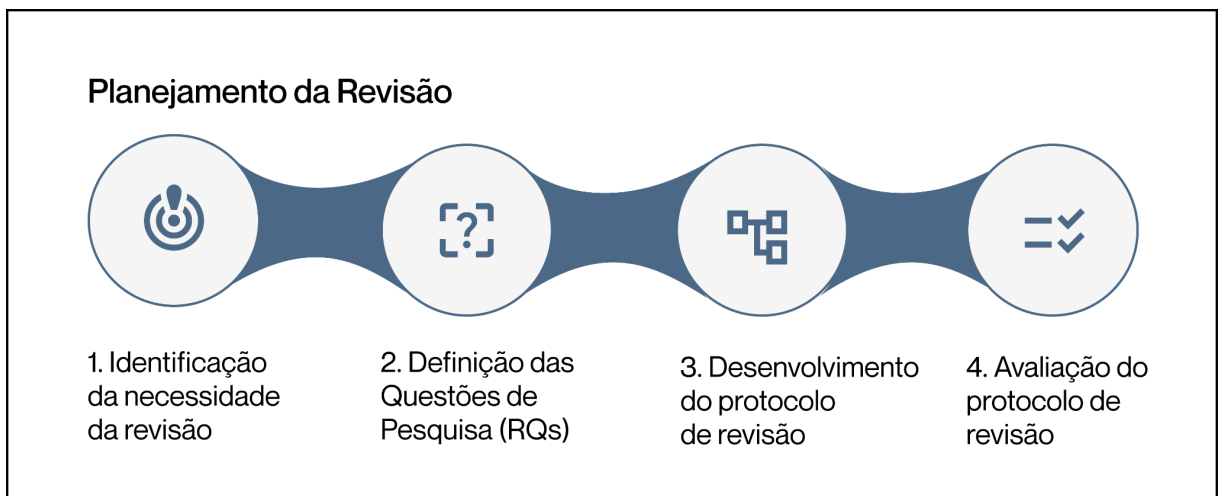 Planejamento da Revisão
?
1. Identificação
da necessidade
da revisão
2. Definição das
Questões de
Pesquisa (RQs)
3. Desenvolvimento
do protocolo
de revisão
4. Avaliação do
protocolo de
revisão